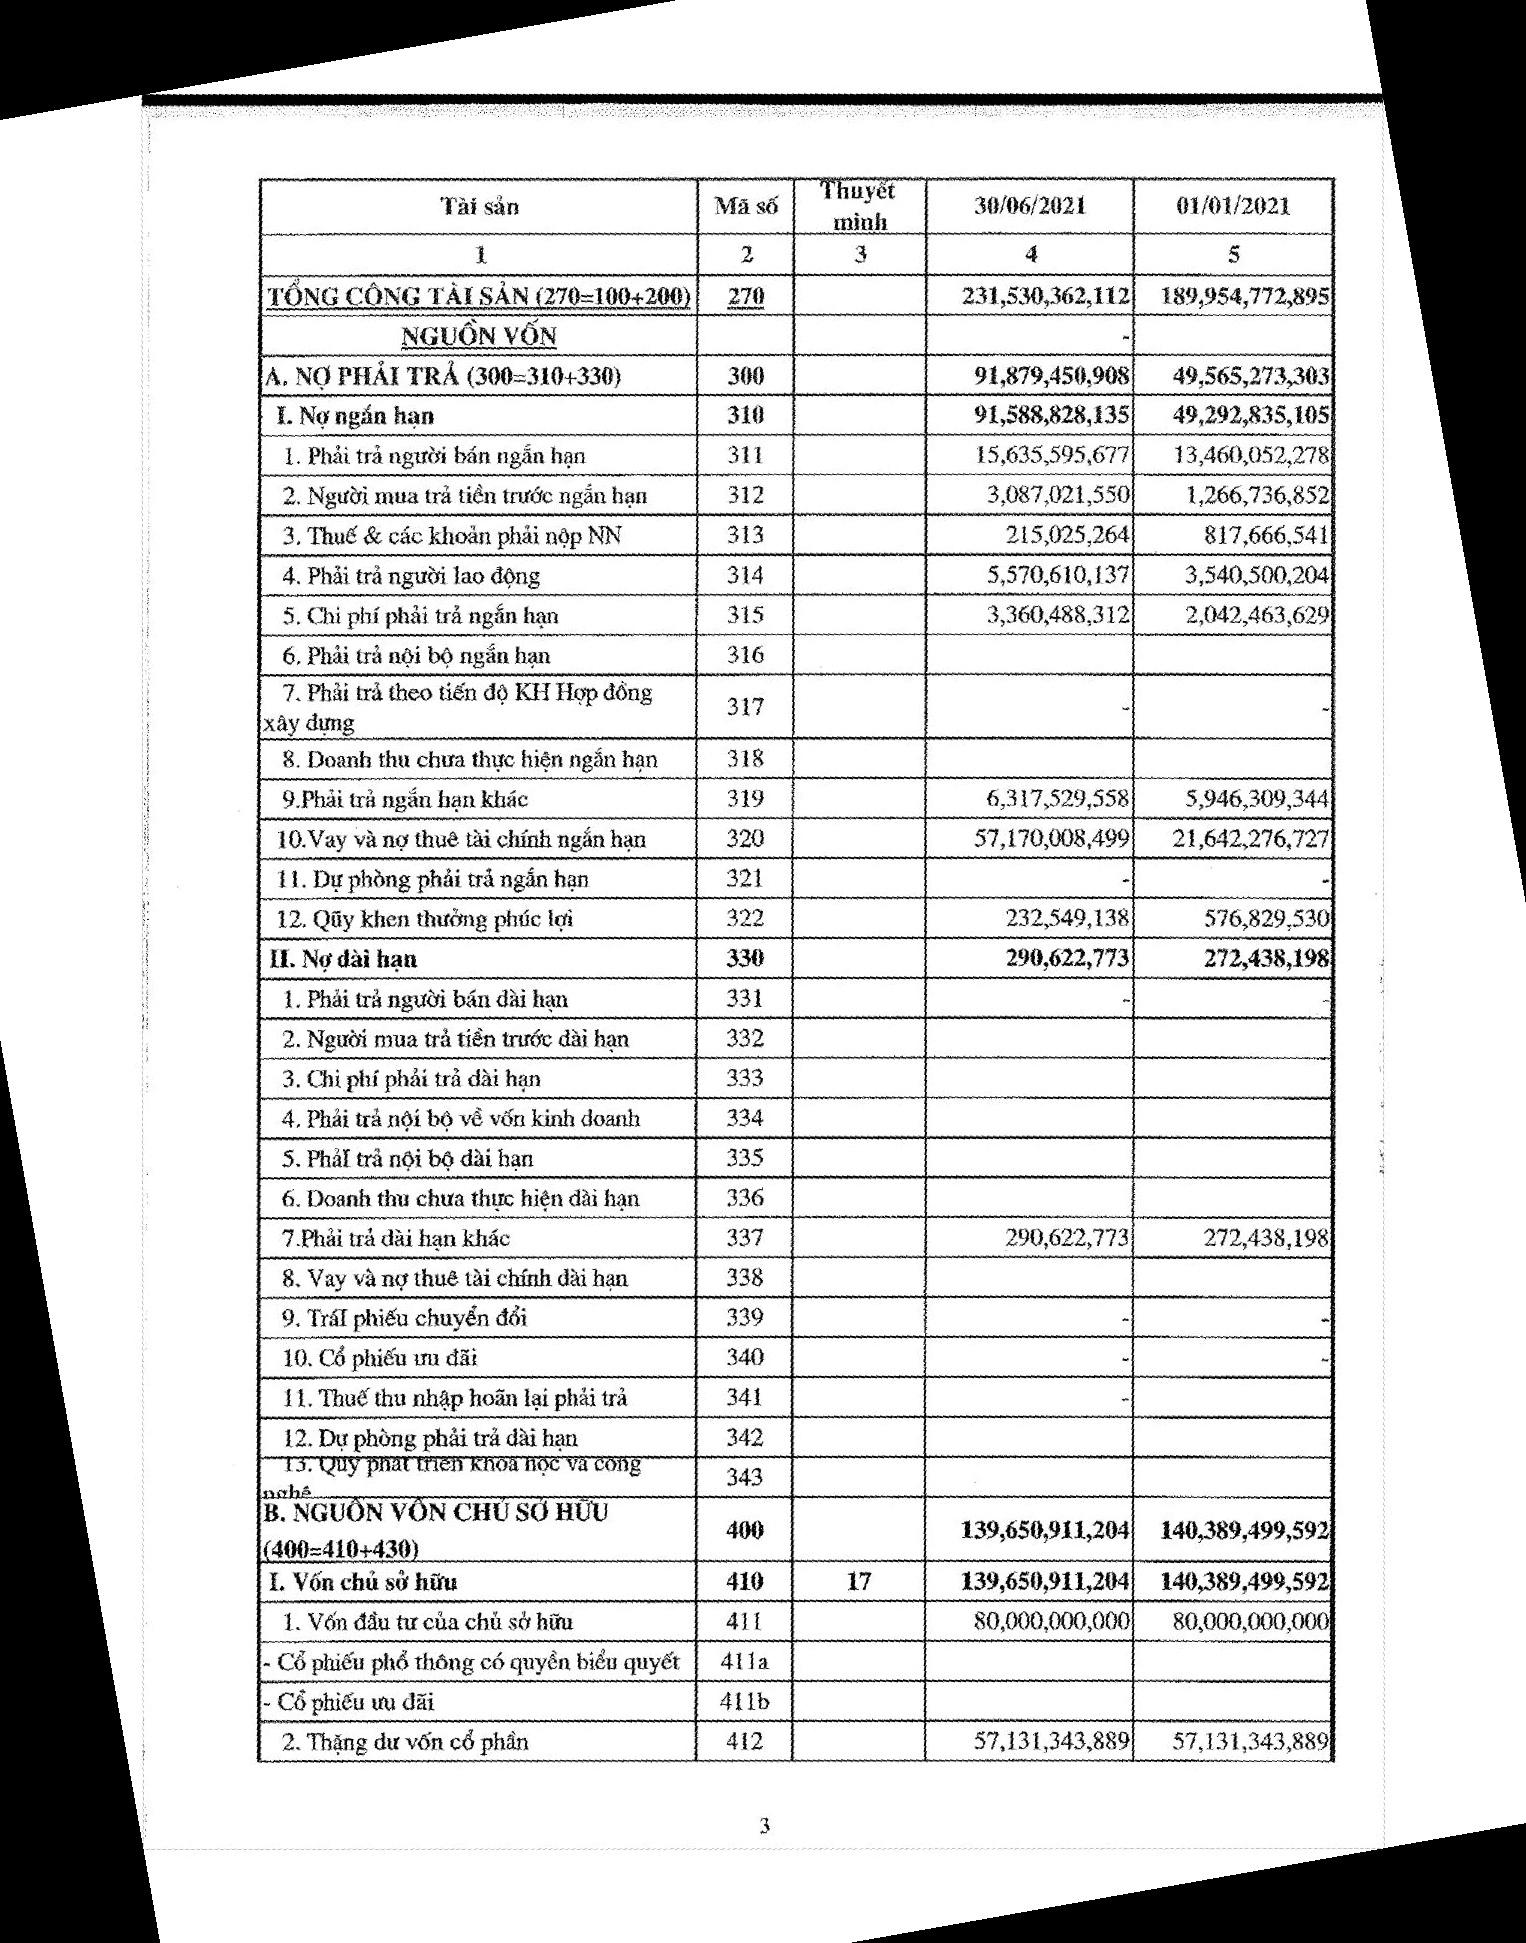 Tài sản Mã số Thuyết minh 30/06/2021 01/01/2021
1 2 3 4 5
TỔNG CỘNG TÀI SẢN (270=100+200) 270 231,530,362,112 189,954,772,895
NGUỒN VỐN -
A. NỢ PHẢI TRẢ (300=310+330) 300 91,879,450,908 49,565,273,303
I. Nợ ngắn hạn 310 91,588,828,135 49,292,835,105
1. Phải trả người bán ngắn hạn 311 15,635,595,677 13,460,052,278
2. Người mua trả tiền trước ngắn hạn 312 3,087,021,550 1,266,736,852
3. Thuế & các khoản phải nộp NN 313 215,025,264 817,666,541
4. Phải trả người lao động 314 5,570,610,137 3,540,500,204
5. Chi phí phải trả ngắn hạn 315 3,360,488,312 2,042,463,629
6. Phải trả nội bộ ngắn hạn 316
7. Phải trả theo tiến độ KH Hợp đồng
xây dựng 317 - -
8. Doanh thu chưa thực hiện ngắn hạn 318
9.Phải trả ngắn hạn khác 319 6,317,529,558 5,946,309,344
10.Vay và nợ thuê tài chính ngắn hạn 320 57,170,008,499 21,642,276,727
11. Dự phòng phải trả ngắn hạn 321 - -
12. Qũy khen thưởng phúc lợi 322 232,549,138 576,829,530
II. Nợ dài hạn 330 290,622,773 272,438,198
1. Phải trả người bán dài hạn 331 - -
2. Người mua trả tiền trước dài hạn 332
3. Chi phí phải trả dài hạn 333
4. Phải trả nội bộ về vốn kinh doanh 334
5. PhảI trả nội bộ dài hạn 335
6. Doanh thu chưa thực hiện dài hạn 336
7.Phải trả dài hạn khác 337 290,622,773 272,438,198
8. Vay và nợ thuê tài chính dài hạn 338
9. TráI phiếu chuyển đổi 339 - -
10. Cổ phiếu ưu đãi 340 - -
11. Thuế thu nhập hoãn lại phải trả 341 -
12. Dự phòng phải trả dài hạn 342
13. Quỹ phát triển khoa học và công
nghệ 343
B. NGUỒN VỐN CHỦ SỞ HỮU
(400=410+430) 400 139,650,911,204 140,389,499,592
I. Vốn chủ sở hữu 410 17 139,650,911,204 140,389,499,592
1. Vốn đầu tư của chủ sở hữu 411 80,000,000,000 80,000,000,000
- Cổ phiếu phổ thông có quyền biểu quyết 411a
- Cổ phiếu ưu đãi 411b
2. Thặng dư vốn cổ phần 412 57,131,343,889 57,131,343,889
3